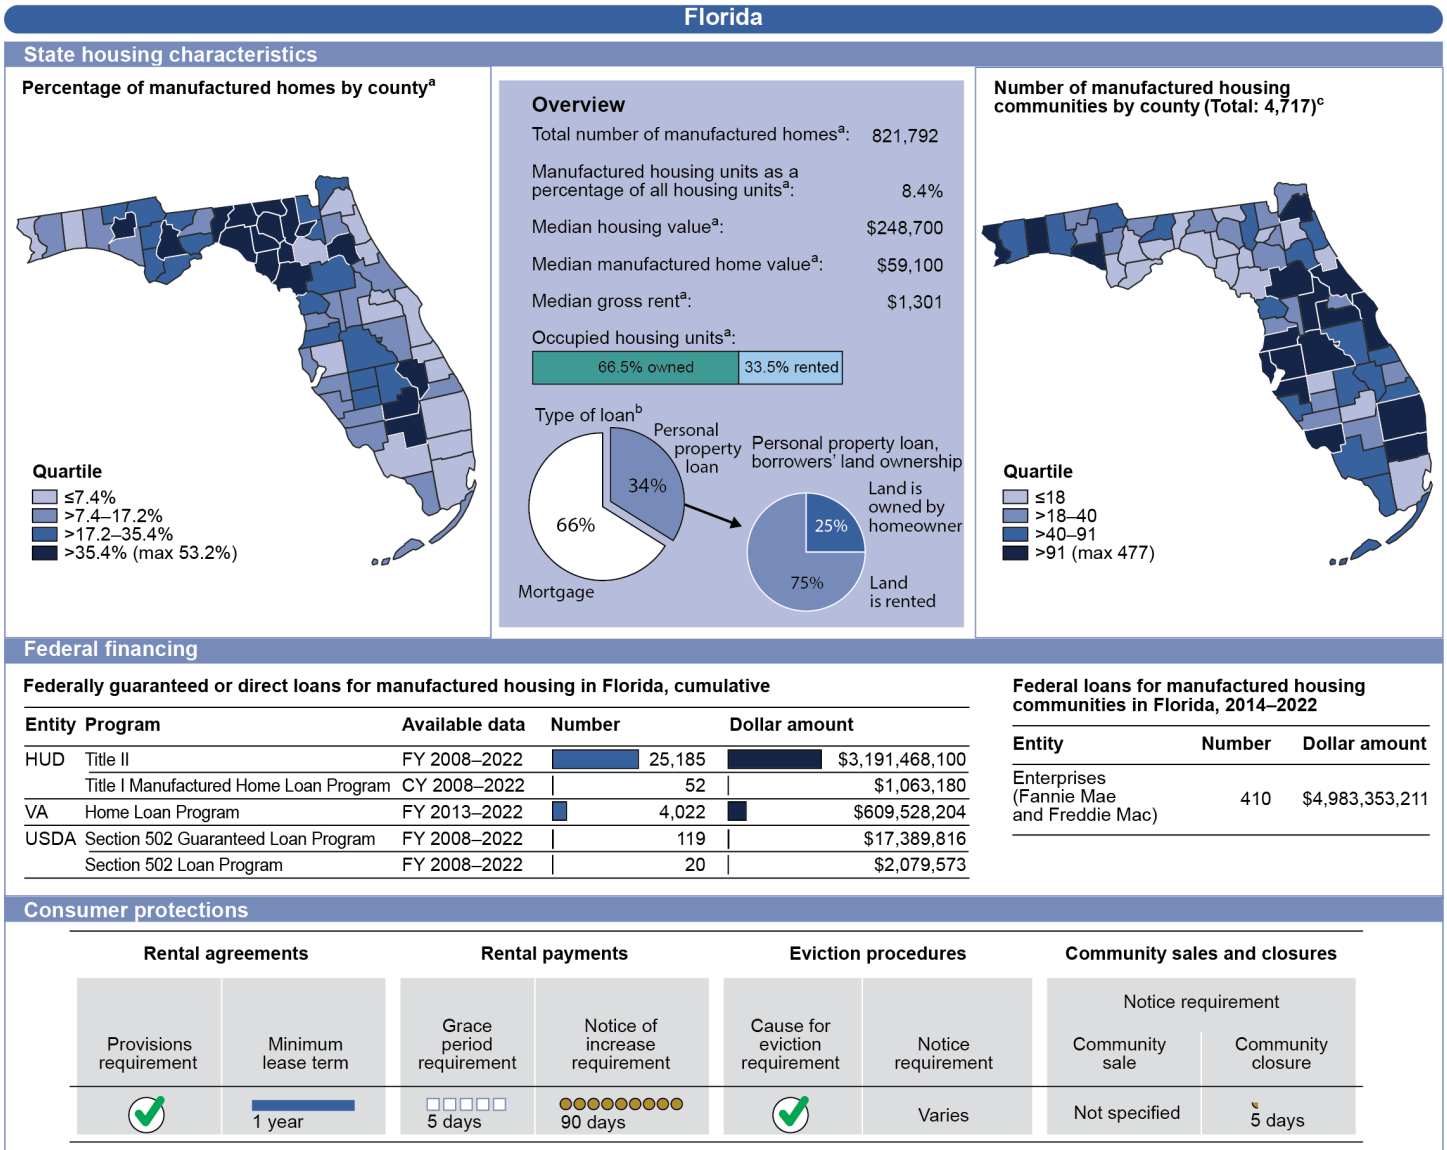 Florida
State housing characteristics
Percentage of manufactured homes by countyᵃ
Quartile
≤7.4%
>7.4–17.2%
>17.2–35.4%
>35.4% (max 53.2%)
Overview
Total number of manufactured homesᵃ: 821,792
Manufactured housing units as a
percentage of all housing unitsᵃ: 8.4%
Median housing valueᵃ: $248,700
Median manufactured home valueᵃ: $59,100
Median gross rentᵃ: $1,301
Occupied housing unitsᵃ:
66.5% owned 33.5% rented
Type of loanᵇ
Personal
property
loan
34%
66%
Mortgage
Personal property loan,
borrowers’ land ownership
Land is
owned by
homeowner
25%
75%
Land
is rented
Number of manufactured housing
communities by county (Total: 4,717)ᶜ
Quartile
≤18
>18–40
>40–91
>91 (max 477)
Federal financing
Federally guaranteed or direct loans for manufactured housing in Florida, cumulative
Entity Program Available data Number Dollar amount
HUD Title II FY 2008–2022 25,185 $3,191,468,100
Title I Manufactured Home Loan Program CY 2008–2022 52 $1,063,180
VA Home Loan Program FY 2013–2022 4,022 $609,528,204
USDA Section 502 Guaranteed Loan Program FY 2008–2022 119 $17,389,816
Section 502 Loan Program FY 2008–2022 20 $2,079,573
Federal loans for manufactured housing
communities in Florida, 2014–2022
Entity Number Dollar amount
Enterprises
(Fannie Mae
and Freddie Mac) 410 $4,983,353,211
Consumer protections
Rental agreements
Provisions
requirement
Minimum
lease term
1 year
Rental payments
Grace
period
requirement
5 days
Notice of
increase
requirement
90 days
Eviction procedures
Cause for
eviction
requirement
Notice
requirement
Varies
Community sales and closures
Notice requirement
Community
sale
Not specified
Community
closure
5 days